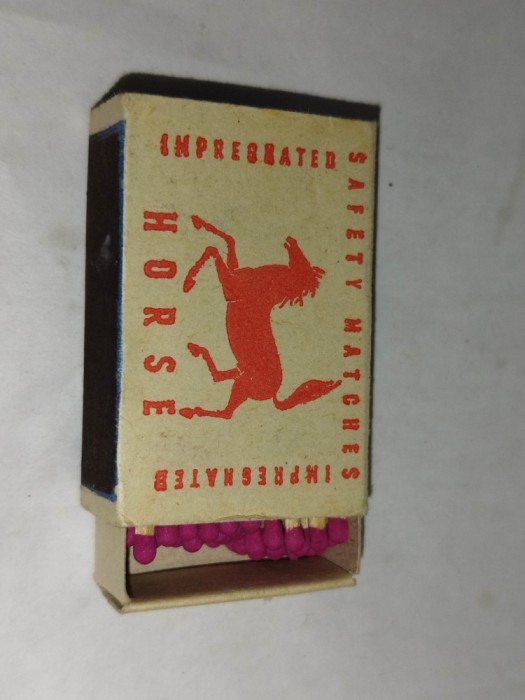 IMPREGNATED
SAFETY MATCHES
IMPREGNATED
HORSE